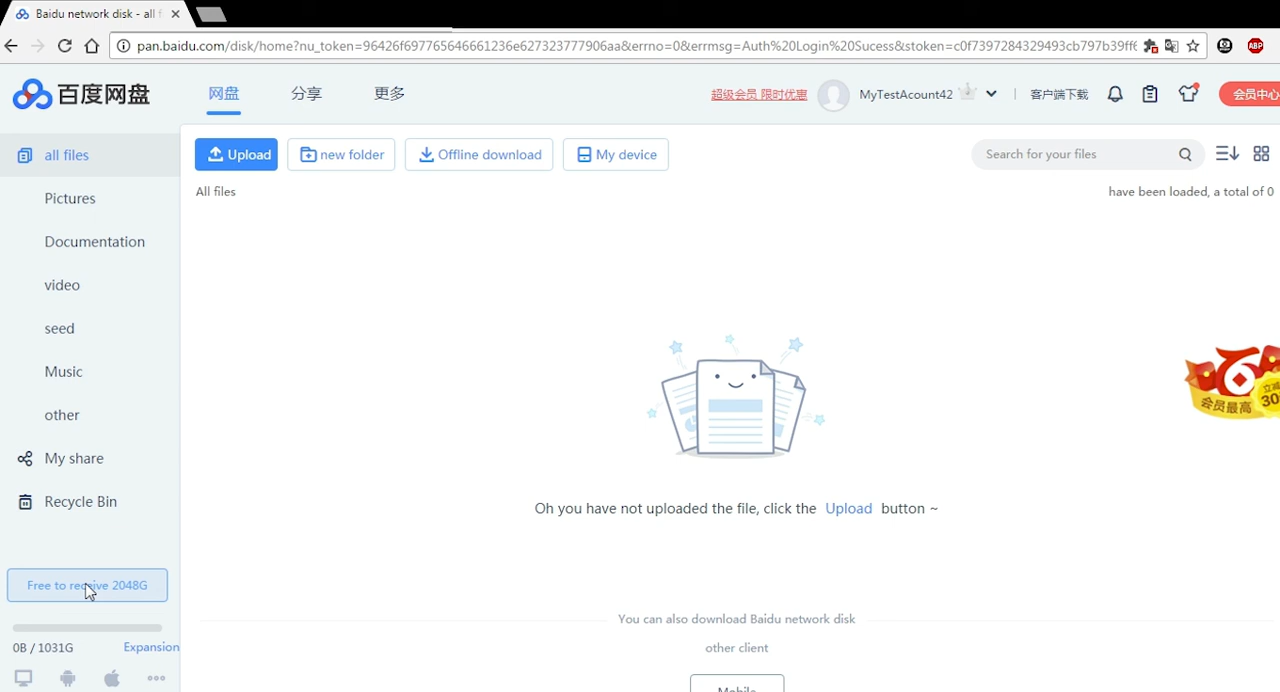 Baidu network disk - all f
pan.baidu.com/disk/home?nu_token=96426f697765646661236e627323777906aa&errno=0&errmsg=Auth%20Login%20Sucess&stoken=c0f7397284329493cb797b39ff
ABP
百度网盘 网盘 分享 更多 超级会员 限时优惠 MyTestAcount42 客户端下载 会员中心
all files
Upload new folder Offline download My device Search for your files
All files have been loaded, a total of 0
Pictures
Documentation
video
seed
Music
other
My share
Recycle Bin
会员最高 立减 30
Oh you have not uploaded the file, click the Upload button ~
Free to receive 2048G
You can also download Baidu network disk
other client
0B / 1031G Expansion
Mobile